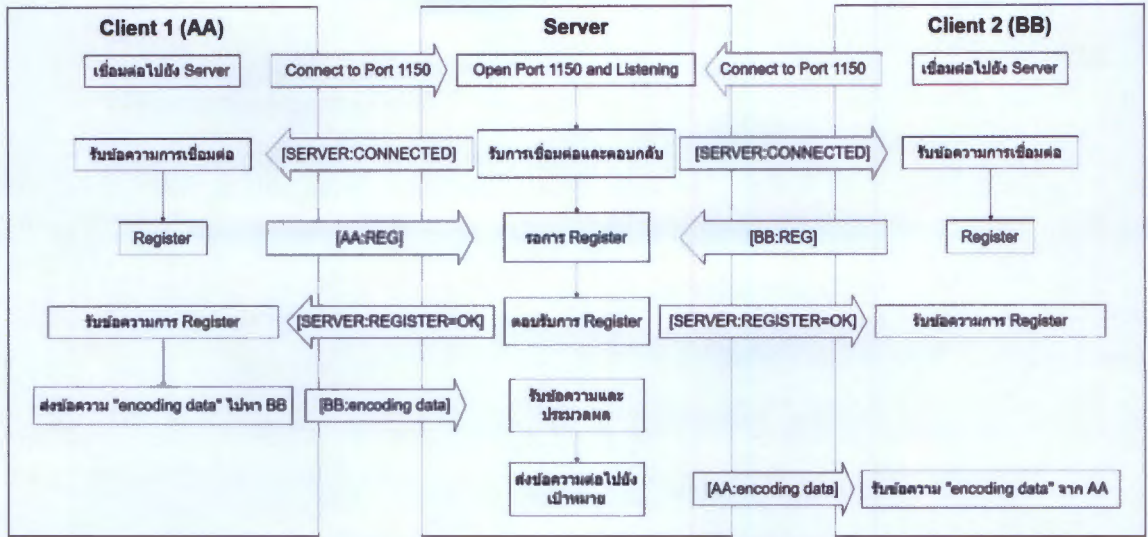 Client 1 (AA)
Server
Client 2 (BB)
เชื่อมต่อไปยัง Server
Connect to Port 1150
Open Port 1150 and Listening
Connect to Port 1150
เชื่อมต่อไปยัง Server
รับข้อความการเชื่อมต่อ
[SERVER:CONNECTED]
รับการเชื่อมต่อและตอบกลับ
[SERVER:CONNECTED]
รับข้อความการเชื่อมต่อ
Register
[AA:REG]
รอการ Register
[BB:REG]
Register
รับข้อความการ Register
[SERVER:REGISTER=OK]
ตอบรับการ Register
[SERVER:REGISTER=OK]
รับข้อความการ Register
ส่งข้อความ "encoding data" ไปหา BB
[BB:encoding data]
รับข้อความและ
ประมวลผล
ส่งข้อความต่อไปยัง
เป้าหมาย
[AA:encoding data]
รับข้อความ "encoding data" จาก AA